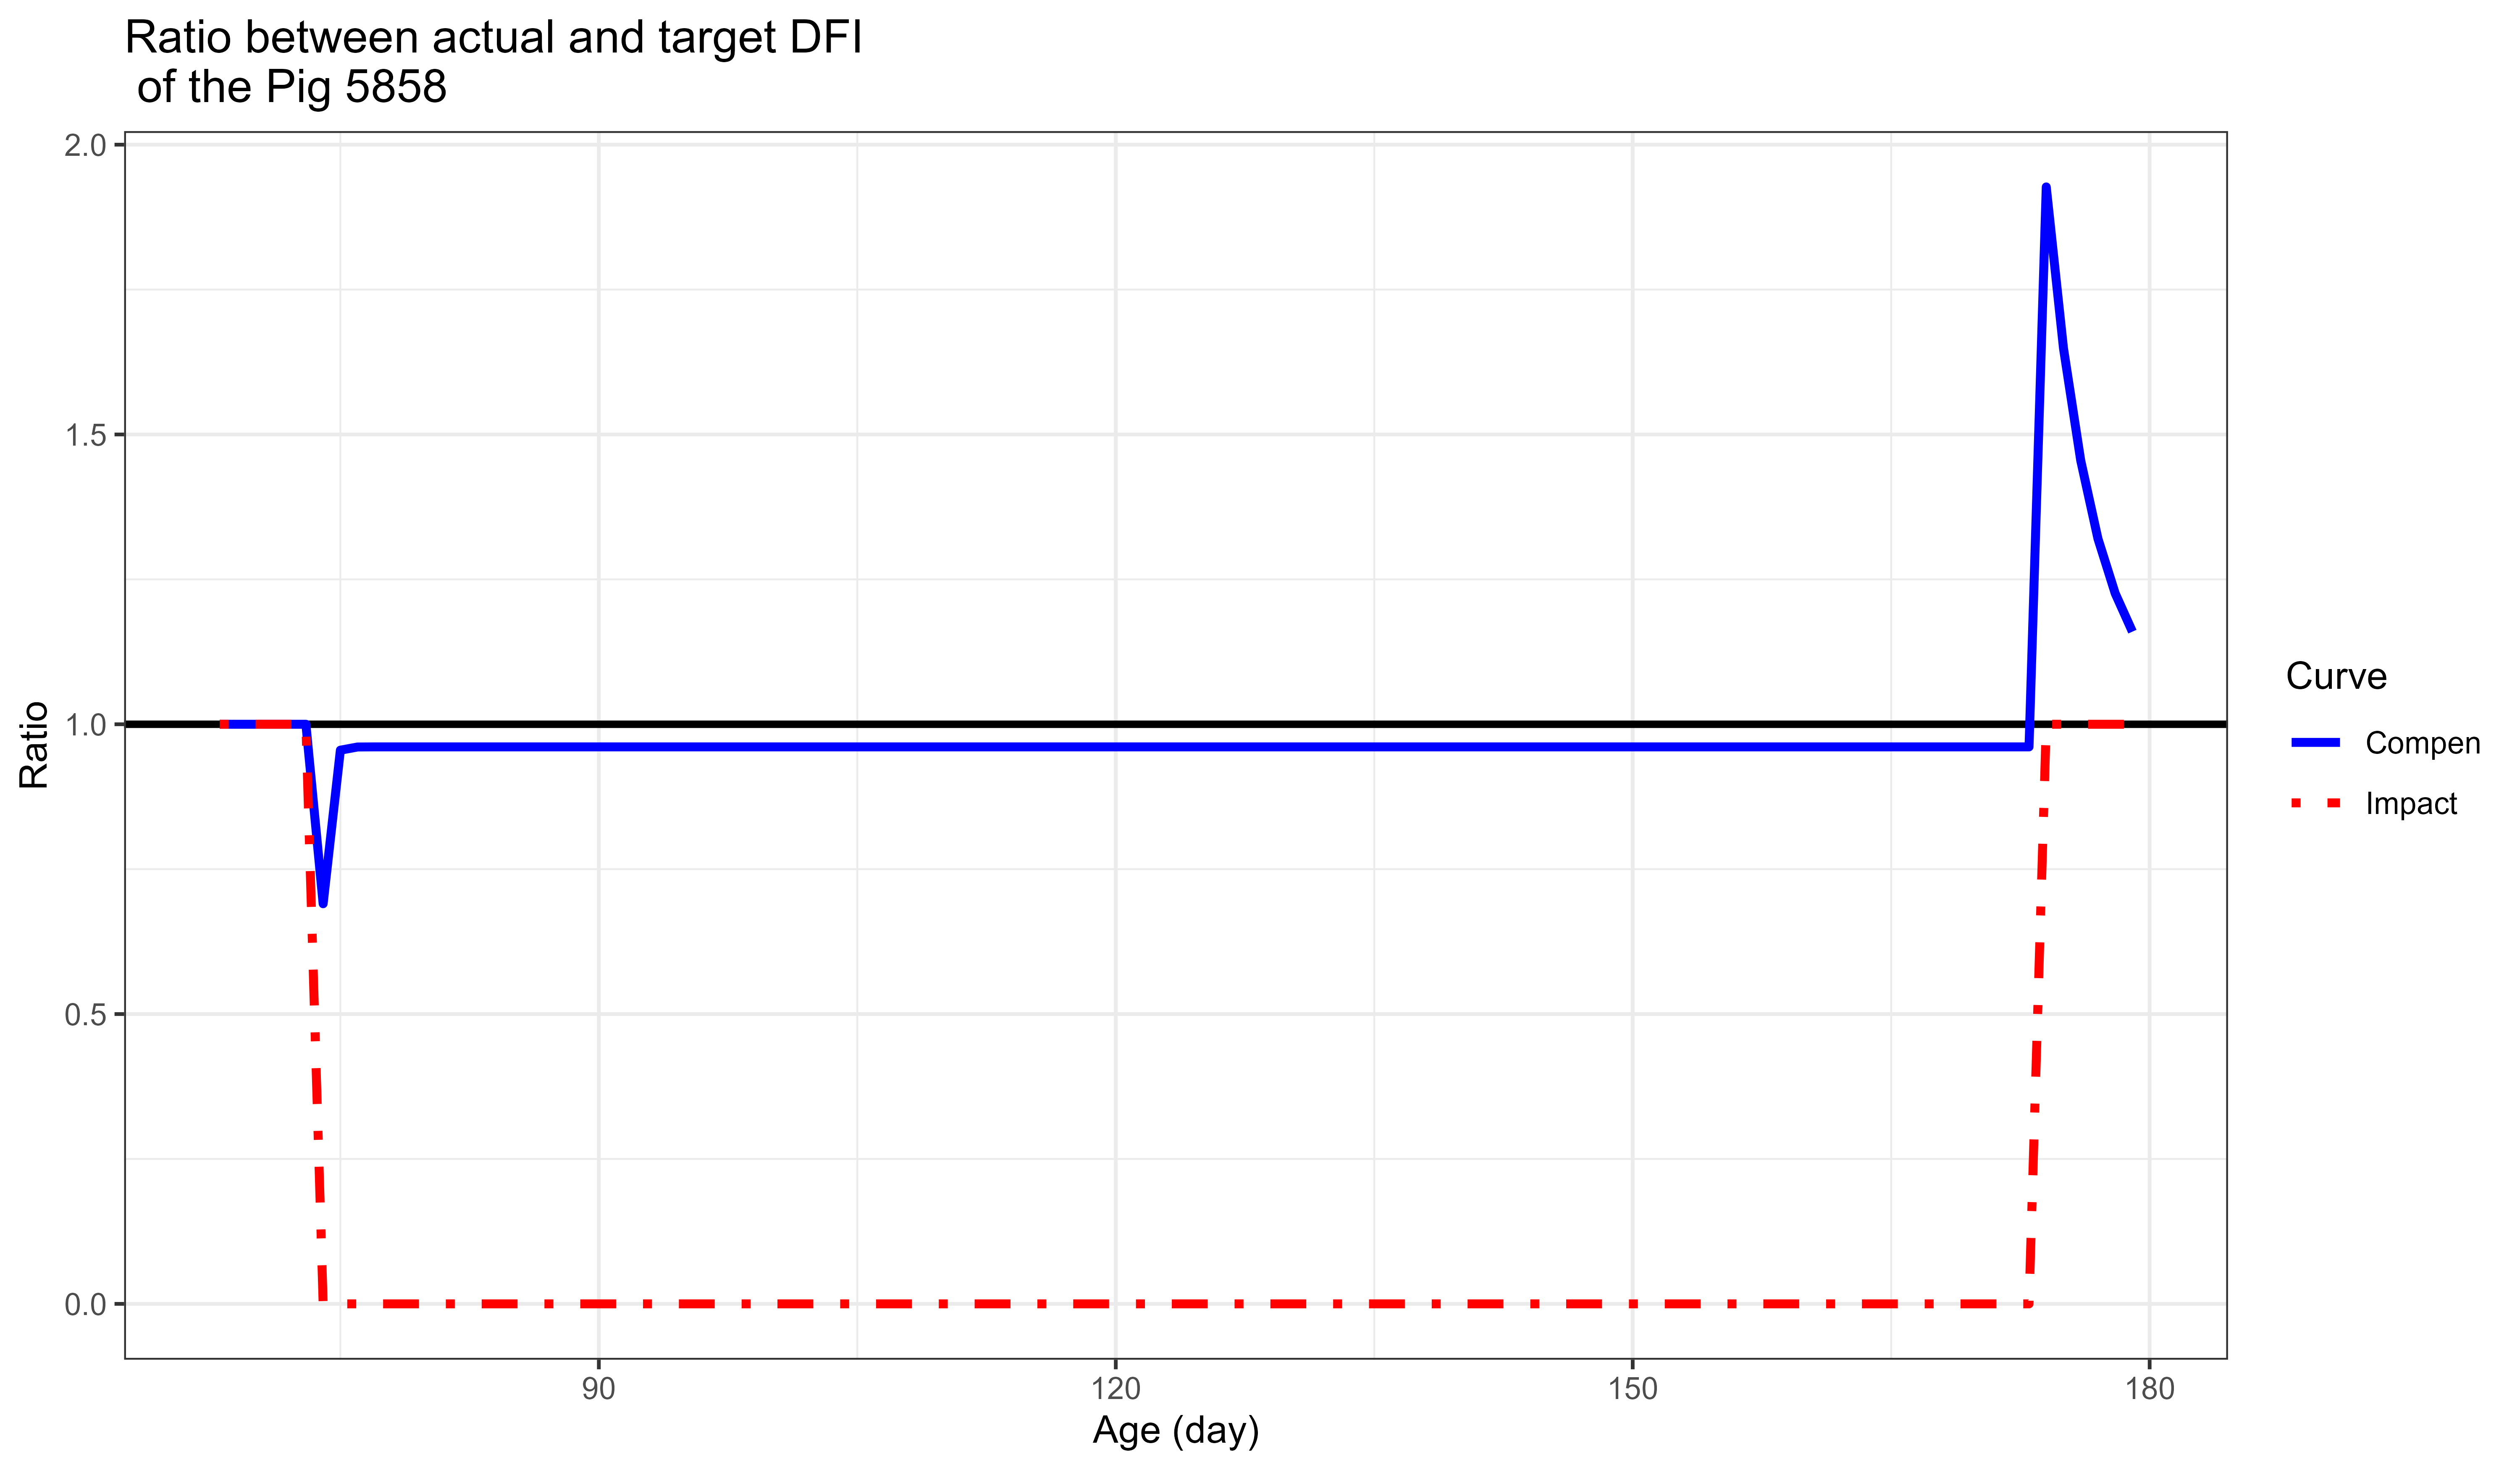 Ratio between actual and target DFI
of the Pig 5858
2.0
1.5
1.0
0.5
0.0
Ratio
90
120
150
180
Age (day)
Curve
Compen
Impact